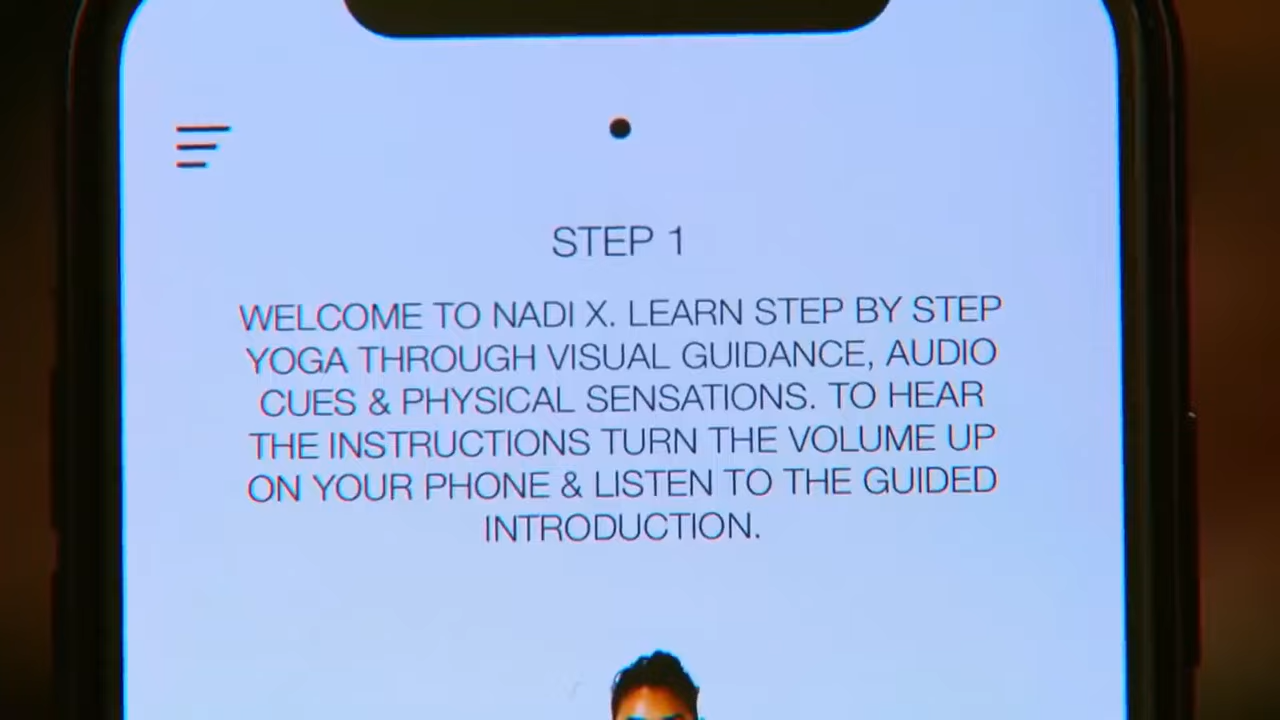 STEP 1
WELCOME TO NADI X. LEARN STEP BY STEP
YOGA THROUGH VISUAL GUIDANCE, AUDIO
CUES & PHYSICAL SENSATIONS. TO HEAR
THE INSTRUCTIONS TURN THE VOLUME UP
ON YOUR PHONE & LISTEN TO THE GUIDED
INTRODUCTION.